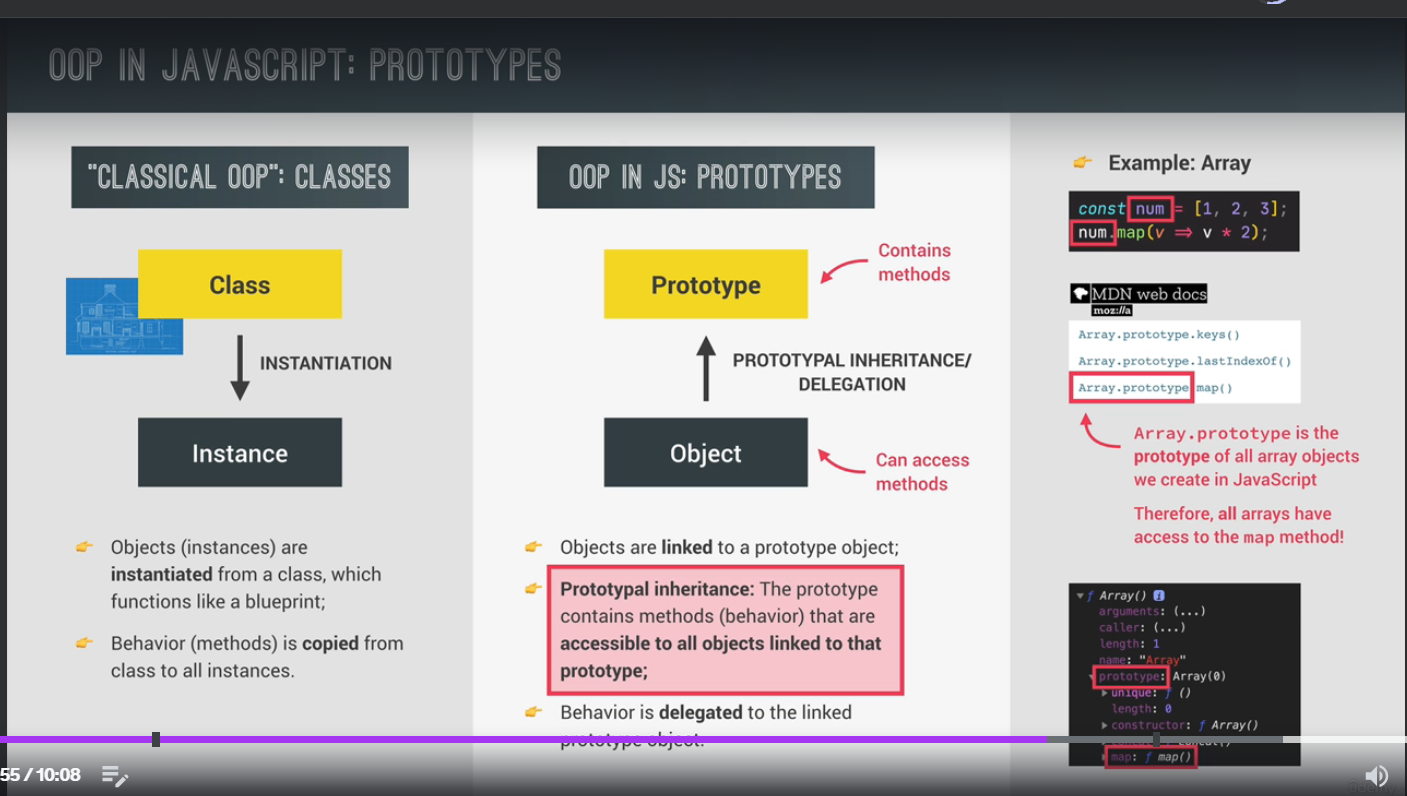 OOP IN JAVASCRIPT: PROTOTYPES
"CLASSICAL OOP": CLASSES
Class
INSTANTIATION
Instance
👉 Objects (instances) are
instantiated from a class, which
functions like a blueprint;
👉 Behavior (methods) is copied from
class to all instances.
OOP IN JS: PROTOTYPES
Prototype
Contains
methods
PROTOTYPAL INHERITANCE/
DELEGATION
Object
Can access
methods
👉 Objects are linked to a prototype object;
👉 Prototypal inheritance: The prototype
contains methods (behavior) that are
accessible to all objects linked to that
prototype;
👉 Behavior is delegated to the linked
prototype object.
👉 Example: Array
const num = [1, 2, 3];
num.map(v => v * 2);
MDN web docs
moz://a
Array.prototype.keys()
Array.prototype.lastIndexOf()
Array.prototype.map()
Array.prototype is the
prototype of all array objects
we create in JavaScript
Therefore, all arrays have
access to the map method!
▼ƒ Array() i
arguments: (...)
caller: (...)
length: 1
name: "Array"
▼prototype: Array(0)
▶unique: ƒ ()
length: 0
▶constructor: ƒ Array()
▶map: ƒ map()
55 / 10:08